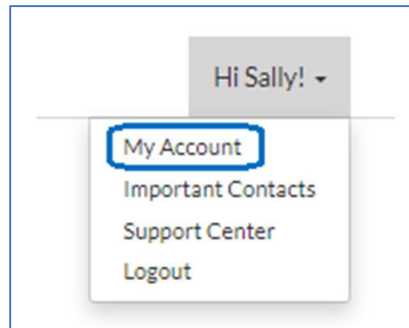 Hi Sally!
My Account
Important Contacts
Support Center
Logout